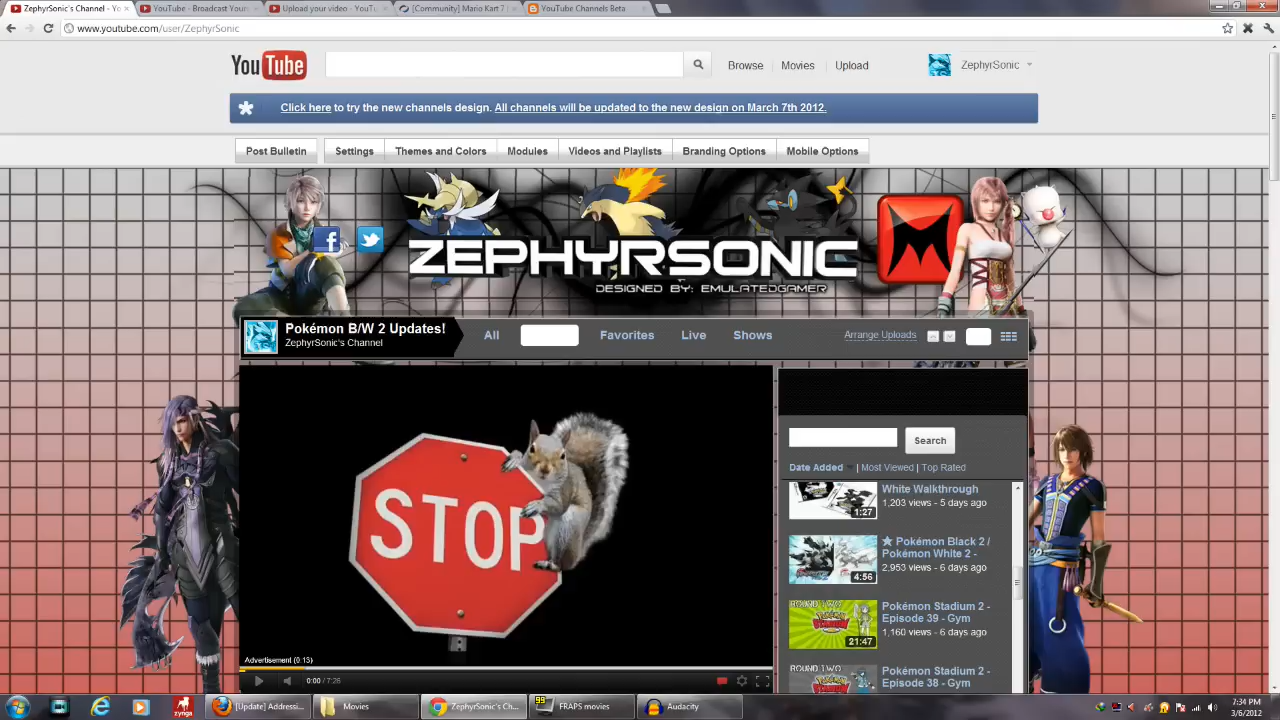 ZephyrSonic's Channel - Yo
YouTube - Broadcast Yours
Upload your video - YouTu
[Community] Mario Kart 7
YouTube Channels Beta
www.youtube.com/user/ZephyrSonic
YouTube
Browse
Movies
Upload
ZephyrSonic
Click here to try the new channels design. All channels will be updated to the new design on March 7th 2012.
Post Bulletin
Settings
Themes and Colors
Modules
Videos and Playlists
Branding Options
Mobile Options
f
ZEPHYRSONIC
DESIGNED BY: EMULATEDGAMER
Pokémon B/W 2 Updates!
ZephyrSonic's Channel
All
Favorites
Live
Shows
Arrange Uploads
STOP
Search
Date Added | Most Viewed | Top Rated
White Walkthrough
1,203 views - 5 days ago
1:27
★ Pokémon Black 2 /
Pokémon White 2 -
2,953 views - 6 days ago
4:56
ROUND TWO
Pokémon Stadium 2 -
Episode 39 - Gym
1,160 views - 6 days ago
21:47
ROUND TWO
Pokémon Stadium 2 -
Episode 38 - Gym
Advertisement (0:13)
0:00 / 7:26
zynga
[Update] Addressi...
Movies
ZephyrSonic's Ch...
99
FRAPS movies
Audacity
7:34 PM
3/6/2012